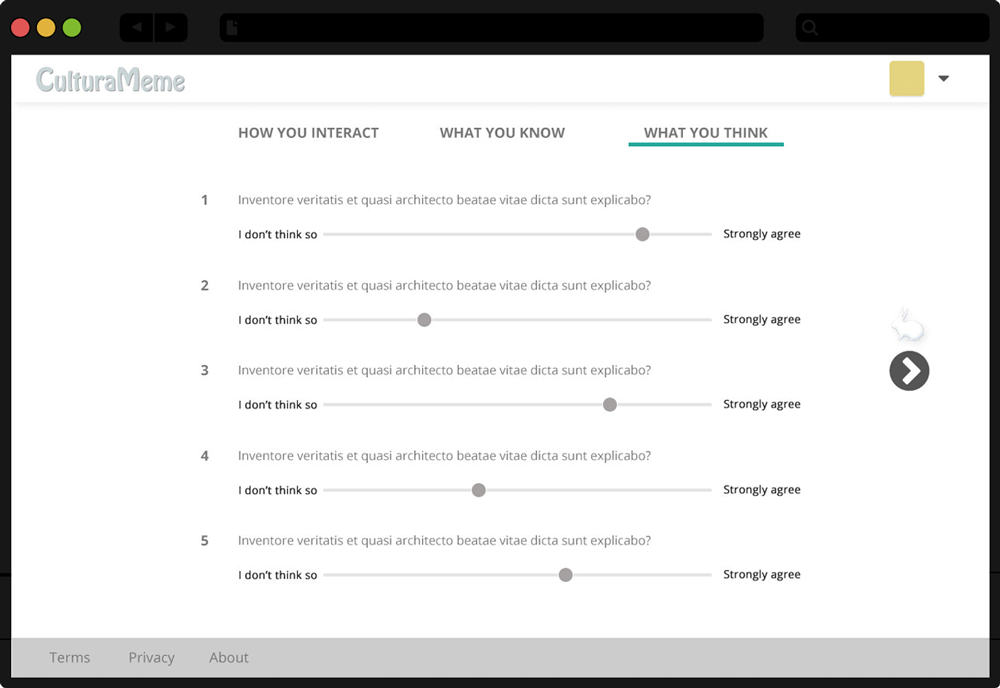 CulturaMeme
HOW YOU INTERACT WHAT YOU KNOW WHAT YOU THINK
1 Inventore veritatis et quasi architecto beatae vitae dicta sunt explicabo?
I don't think so Strongly agree
2 Inventore veritatis et quasi architecto beatae vitae dicta sunt explicabo?
I don't think so Strongly agree
3 Inventore veritatis et quasi architecto beatae vitae dicta sunt explicabo?
I don't think so Strongly agree
4 Inventore veritatis et quasi architecto beatae vitae dicta sunt explicabo?
I don't think so Strongly agree
5 Inventore veritatis et quasi architecto beatae vitae dicta sunt explicabo?
I don't think so Strongly agree
Terms Privacy About